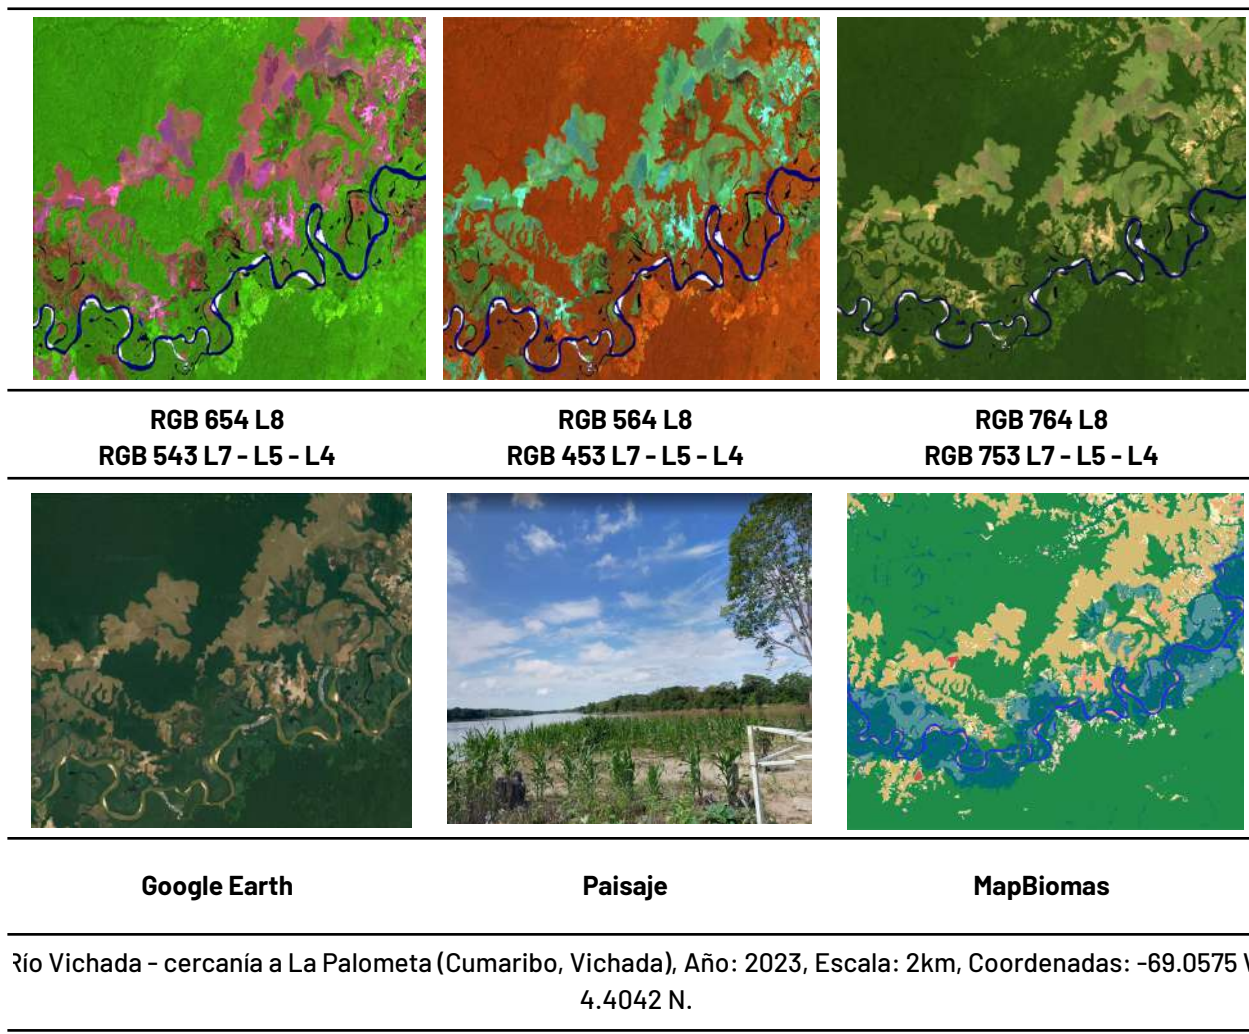 RGB 654 L8
RGB 543 L7 - L5 - L4
RGB 564 L8
RGB 453 L7 - L5 - L4
RGB 764 L8
RGB 753 L7 - L5 - L4
Google Earth
Paisaje
MapBiomas
Río Vichada - cercanía a La Palometa (Cumaribo, Vichada), Año: 2023, Escala: 2km, Coordenadas: -69.0575
4.4042 N.